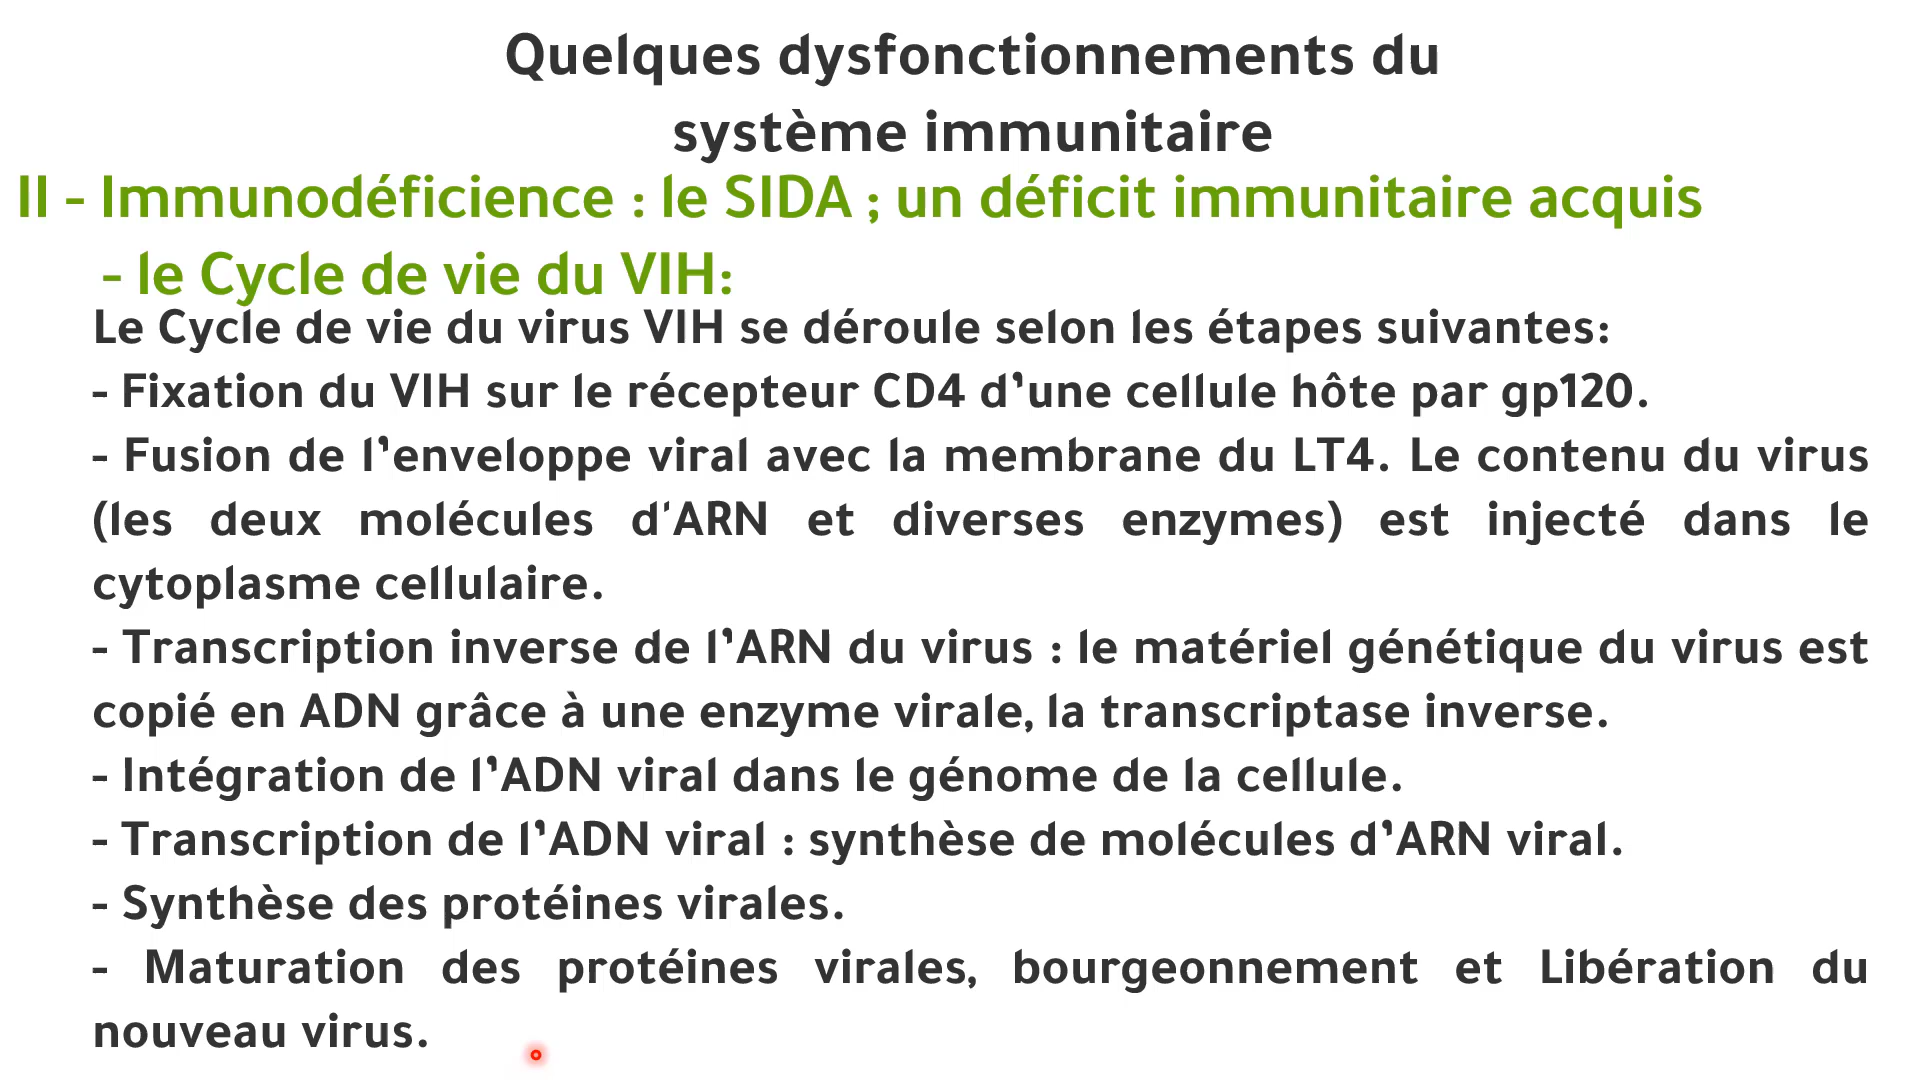 Quelques dysfonctionnements du
système immunitaire
II - Immunodéficience : le SIDA ; un déficit immunitaire acquis
- le Cycle de vie du VIH:
Le Cycle de vie du virus VIH se déroule selon les étapes suivantes:
- Fixation du VIH sur le récepteur CD4 d’une cellule hôte par gp120.
- Fusion de l’enveloppe viral avec la membrane du LT4. Le contenu du virus
(les deux molécules d'ARN et diverses enzymes) est injecté dans le
cytoplasme cellulaire.
- Transcription inverse de l’ARN du virus : le matériel génétique du virus est
copié en ADN grâce à une enzyme virale, la transcriptase inverse.
- Intégration de l’ADN viral dans le génome de la cellule.
- Transcription de l’ADN viral : synthèse de molécules d’ARN viral.
- Synthèse des protéines virales.
- Maturation des protéines virales, bourgeonnement et Libération du
nouveau virus.